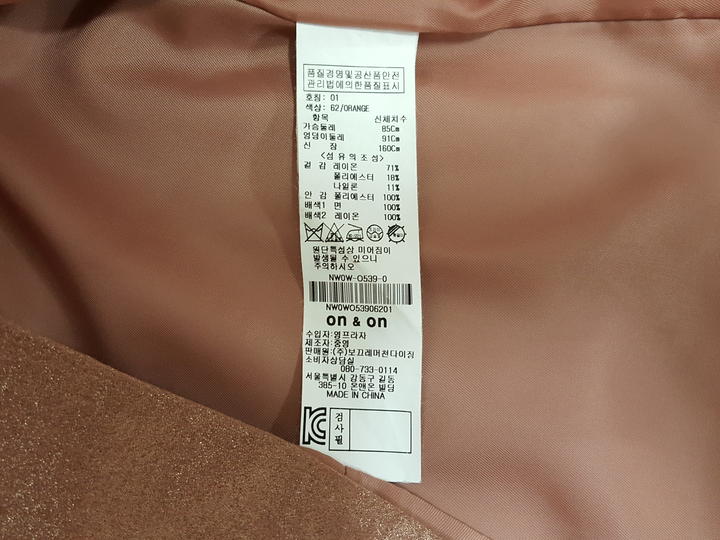 품질경영및공산품안전
관리법에의한품질표시
호칭: 01
색상: 62/ORANGE
항목 신체치수
가슴둘레 85Cm
엉덩이둘레 91Cm
신 장 160Cm
<섬 유 의 조 성>
겉 감 레이온 71%
폴리에스터 18%
나일론 11%
안 감 폴리에스터 100%
배색1 면 100%
배색2 레이온 100%
원단특성상 미어짐이
발생될 수 있으니
주의하시오
NW0W-O539-0
NW0WO53906201
on & on
수입자:영프라자
제조자:중영
판매원:(주)보끄레머천다이징
소비자상담실
080-733-0114
서울특별시 강동구 길동
385-10 온앤온 빌딩
MADE IN CHINA
검사필